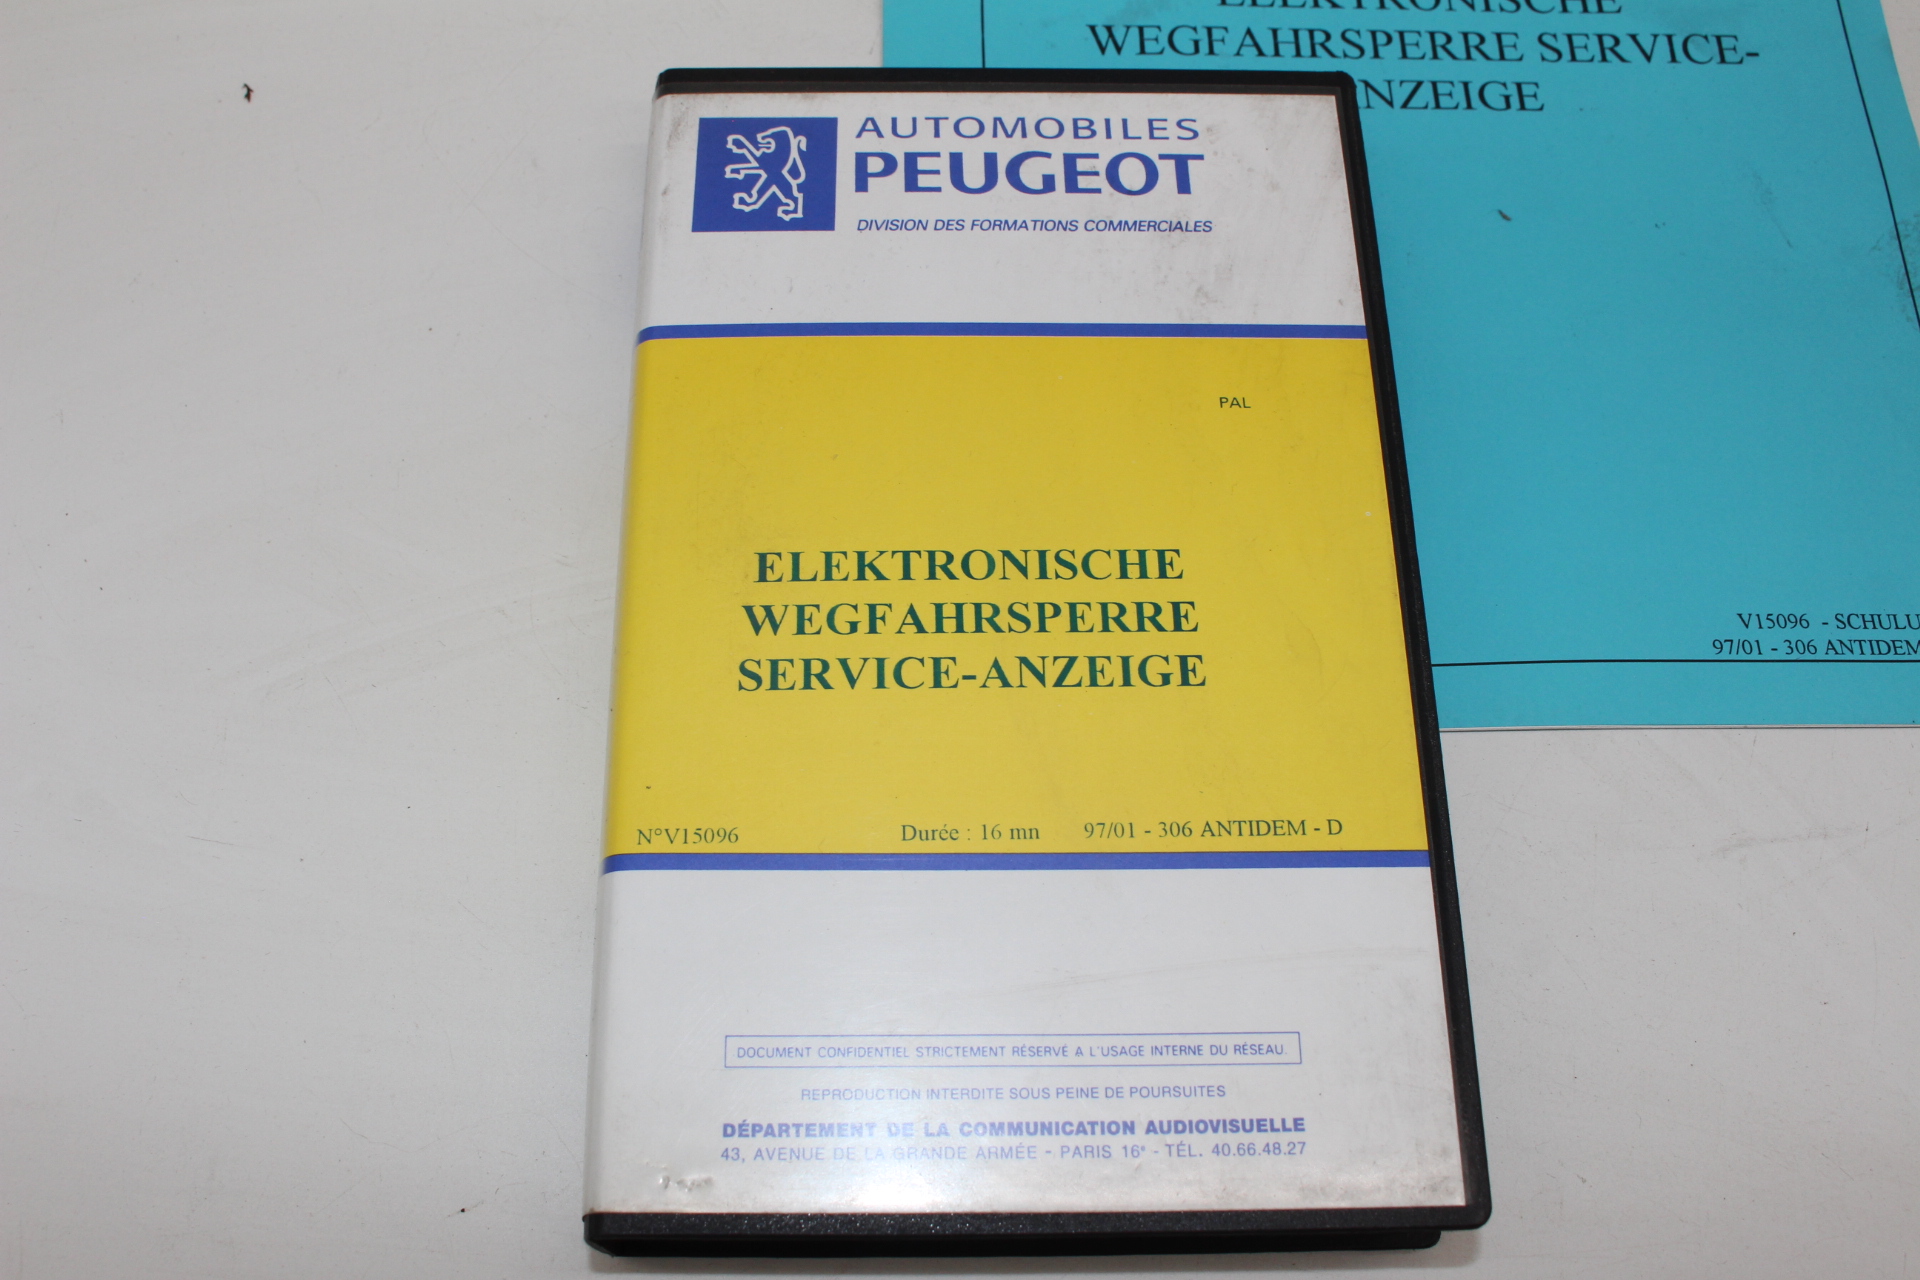 AUTOMOBILES
PEUGEOT
DIVISION DES FORMATIONS COMMERCIALES
PAL
ELEKTRONISCHE
WEGFAHRSPERRE
SERVICE-ANZEIGE
N°V15096 Durée : 16 mn 97/01 - 306 ANTIDEM - D
DOCUMENT CONFIDENTIEL STRICTEMENT RÉSERVÉ A L'USAGE INTERNE DU RÉSEAU.
REPRODUCTION INTERDITE SOUS PEINE DE POURSUITES
DÉPARTEMENT DE LA COMMUNICATION AUDIOVISUELLE
43, AVENUE DE LA GRANDE ARMÉE - PARIS 16e - TÉL. 40.66.48.27
ELEKTRONISCHE
WEGFAHRSPERRE SERVICE-
NZEIGE
V15096 - SCHULU
97/01 - 306 ANTIDEM